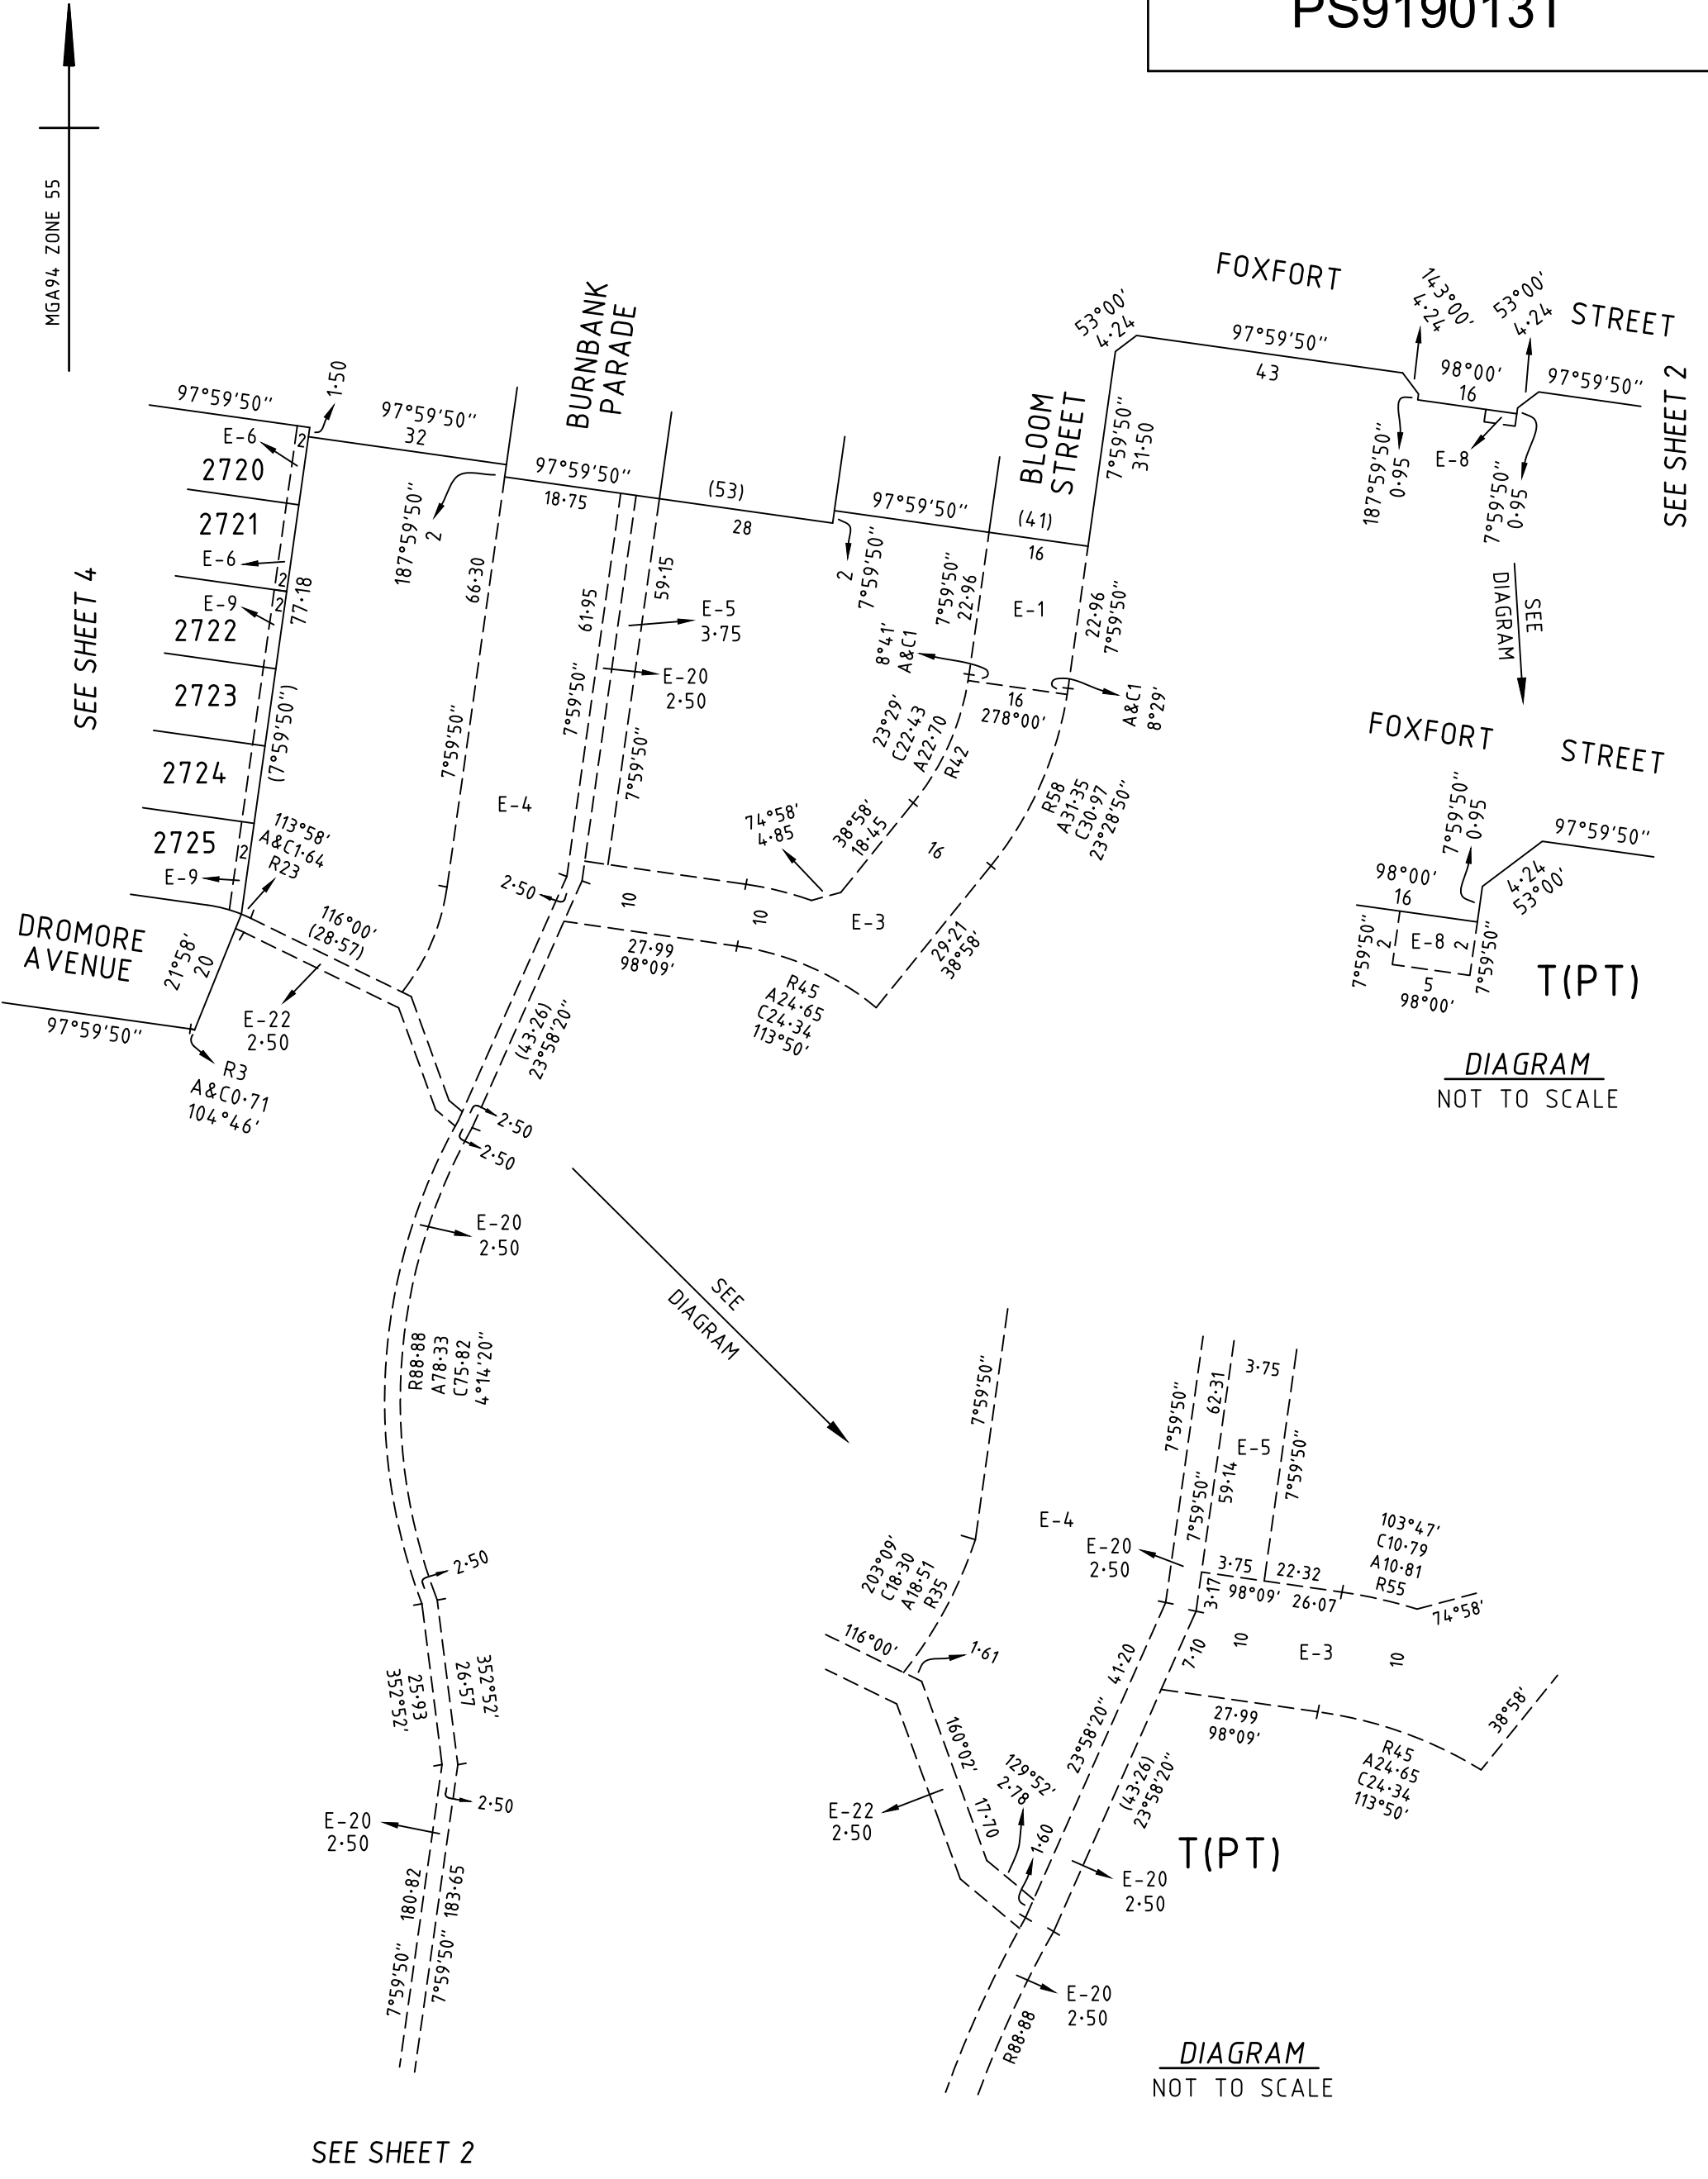 PS919013T
MGA94 ZONE 55
FOXFORT
STREET
53°00'
4·24
97°59'50"
43
143°00'
4·24
53°00'
4·24
98°00'
16
97°59'50"
187°59'50"
0·95
E-8
7°59'50"
0·95
SEE SHEET 2
SEE
DIAGRAM
BURNBANK
PARADE
BLOOM
STREET
7°59'50"
31·50
97°59'50"
1·50
97°59'50"
32
97°59'50"
18·75
(53)
28
97°59'50"
(41)
16
187°59'50"
2
2
7°59'50"
E-6
2
2720
2721
E-6
2
E-9
2
2722
2723
2724
2725
2
E-9
77·18
(7°59'50")
SEE SHEET 4
66·30
7°59'50"
E-4
61·95
7°59'50"
59·15
7°59'50"
E-5
3·75
E-20
2·50
7°59'50"
22·96
E-1
22·96
7°59'50"
8°41'
A&C1
16
278°00'
A&C1
8°29'
23°29'
C22·43
A22·70
R42
R58
A31·35
C30·97
23°28'50"
74°58'
4·85
38°58'
18·45
16
10
10
E-3
2·50
27·99
98°09'
29·21
38°58'
R45
A24·65
C24·34
113°50'
113°58'
A&C1·64
R23
116°00'
(28·57)
DROMORE
AVENUE
21°58'
20
97°59'50"
E-22
2·50
R3
A&C0·71
104°46'
(43·26)
23°58'20"
2·50
2·50
E-20
2·50
R88·88
A78·33
C75·82
4°14'20"
2·50
352°52'
25·93
26·57
352°52'
2·50
E-20
2·50
180·82
7°59'50"
183·65
7°59'50"
SEE SHEET 2
SEE
DIAGRAM
FOXFORT
STREET
7°59'50"
0·95
97°59'50"
98°00'
16
4·24
53°00'
7°59'50"
2
E-8
2
7°59'50"
5
98°00'
T(PT)
DIAGRAM
NOT TO SCALE
7°59'50"
7°59'50"
62·31
3·75
E-5
7°59'50"
59·14
7°59'50"
E-4
E-20
2·50
3·75
22·32
98°09'
26·07
3·17
103°47'
C10·79
A10·81
R55
74°58'
203°09'
C18·30
A18·51
R35
116°00'
1·61
7·10
10
E-3
10
27·99
98°09'
38°58'
R45
A24·65
C24·34
113°50'
41·20
23°58'20"
(43·26)
23°58'20"
160°02'
17·70
129°52'
2·78
1·60
E-22
2·50
T(PT)
E-20
2·50
E-20
2·50
R88·88
DIAGRAM
NOT TO SCALE